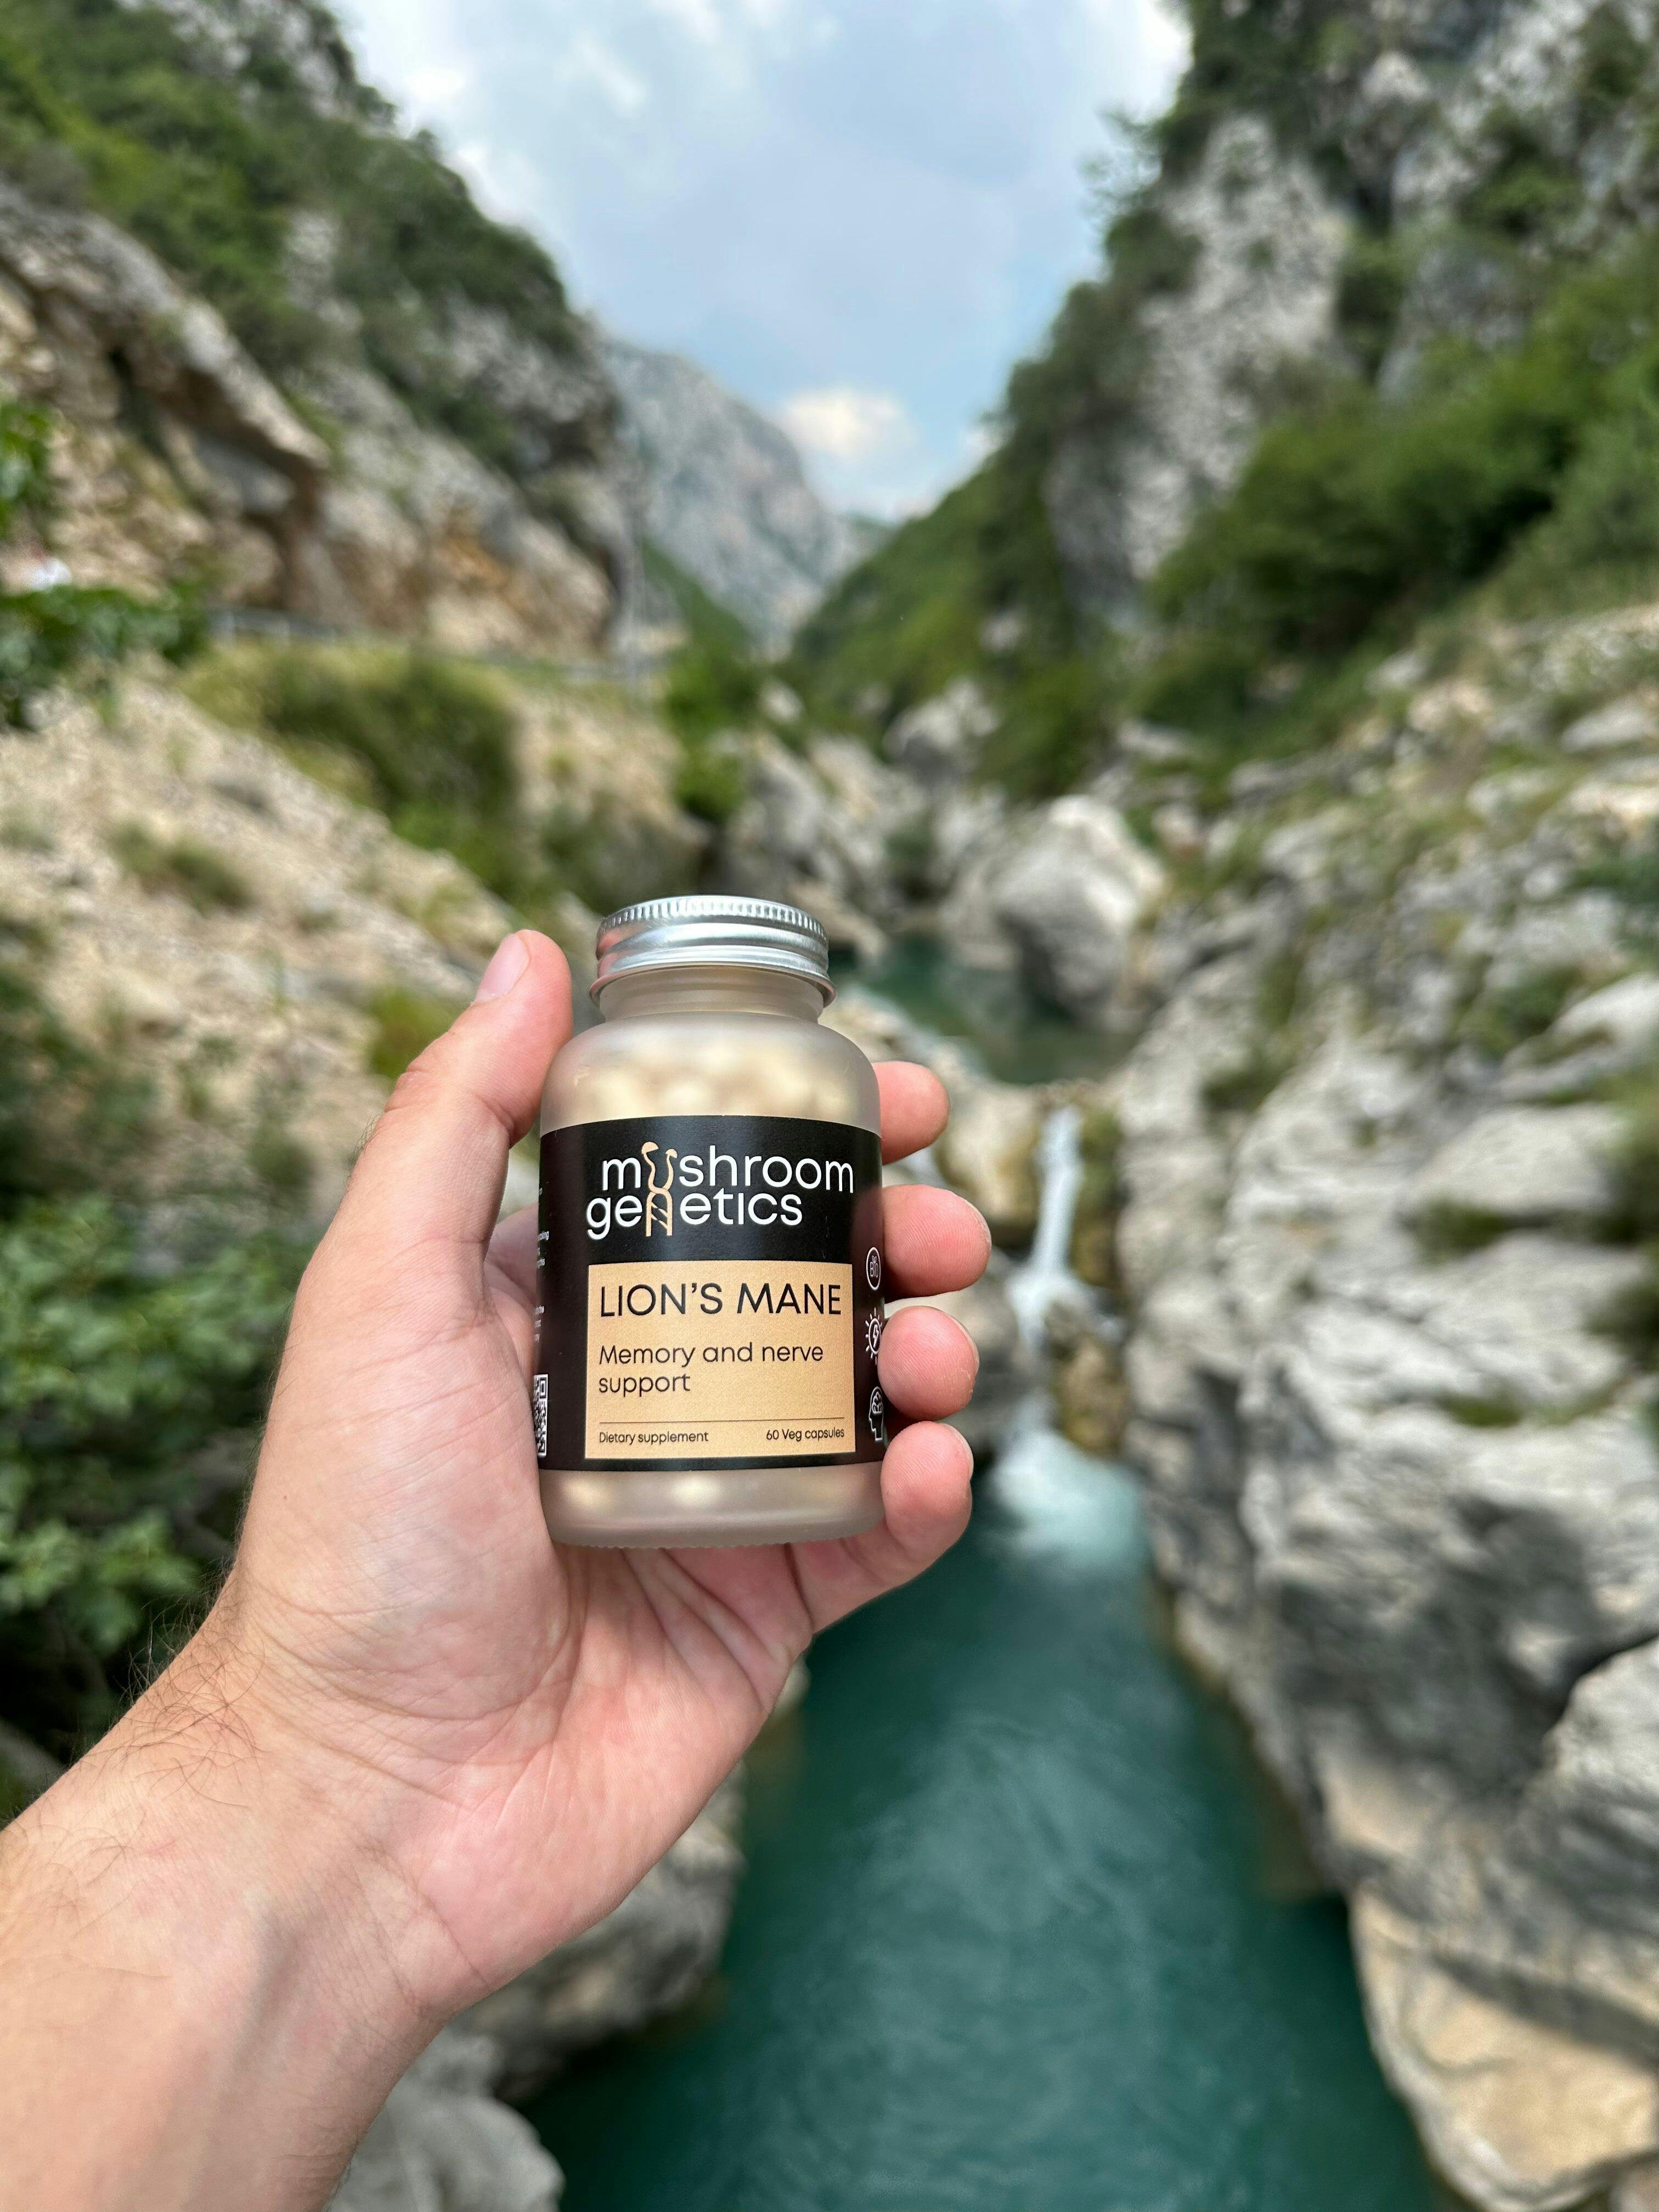 mushroom
genetics
LION'S MANE
Memory and nerve
support
Dietary supplement 60 Veg capsules